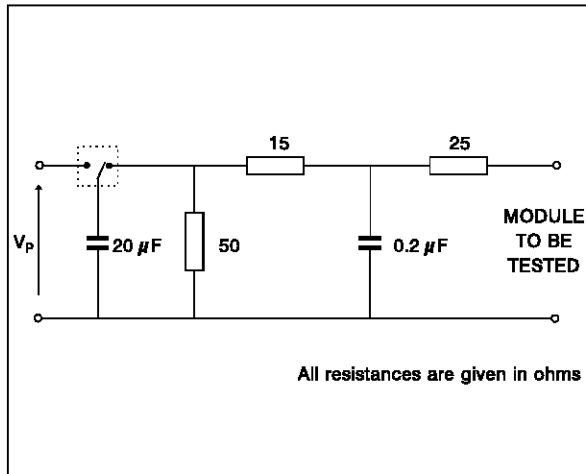 15
25
V_P
20 µF
50
0.2 µF
MODULE
TO BE
TESTED
All resistances are given in ohms